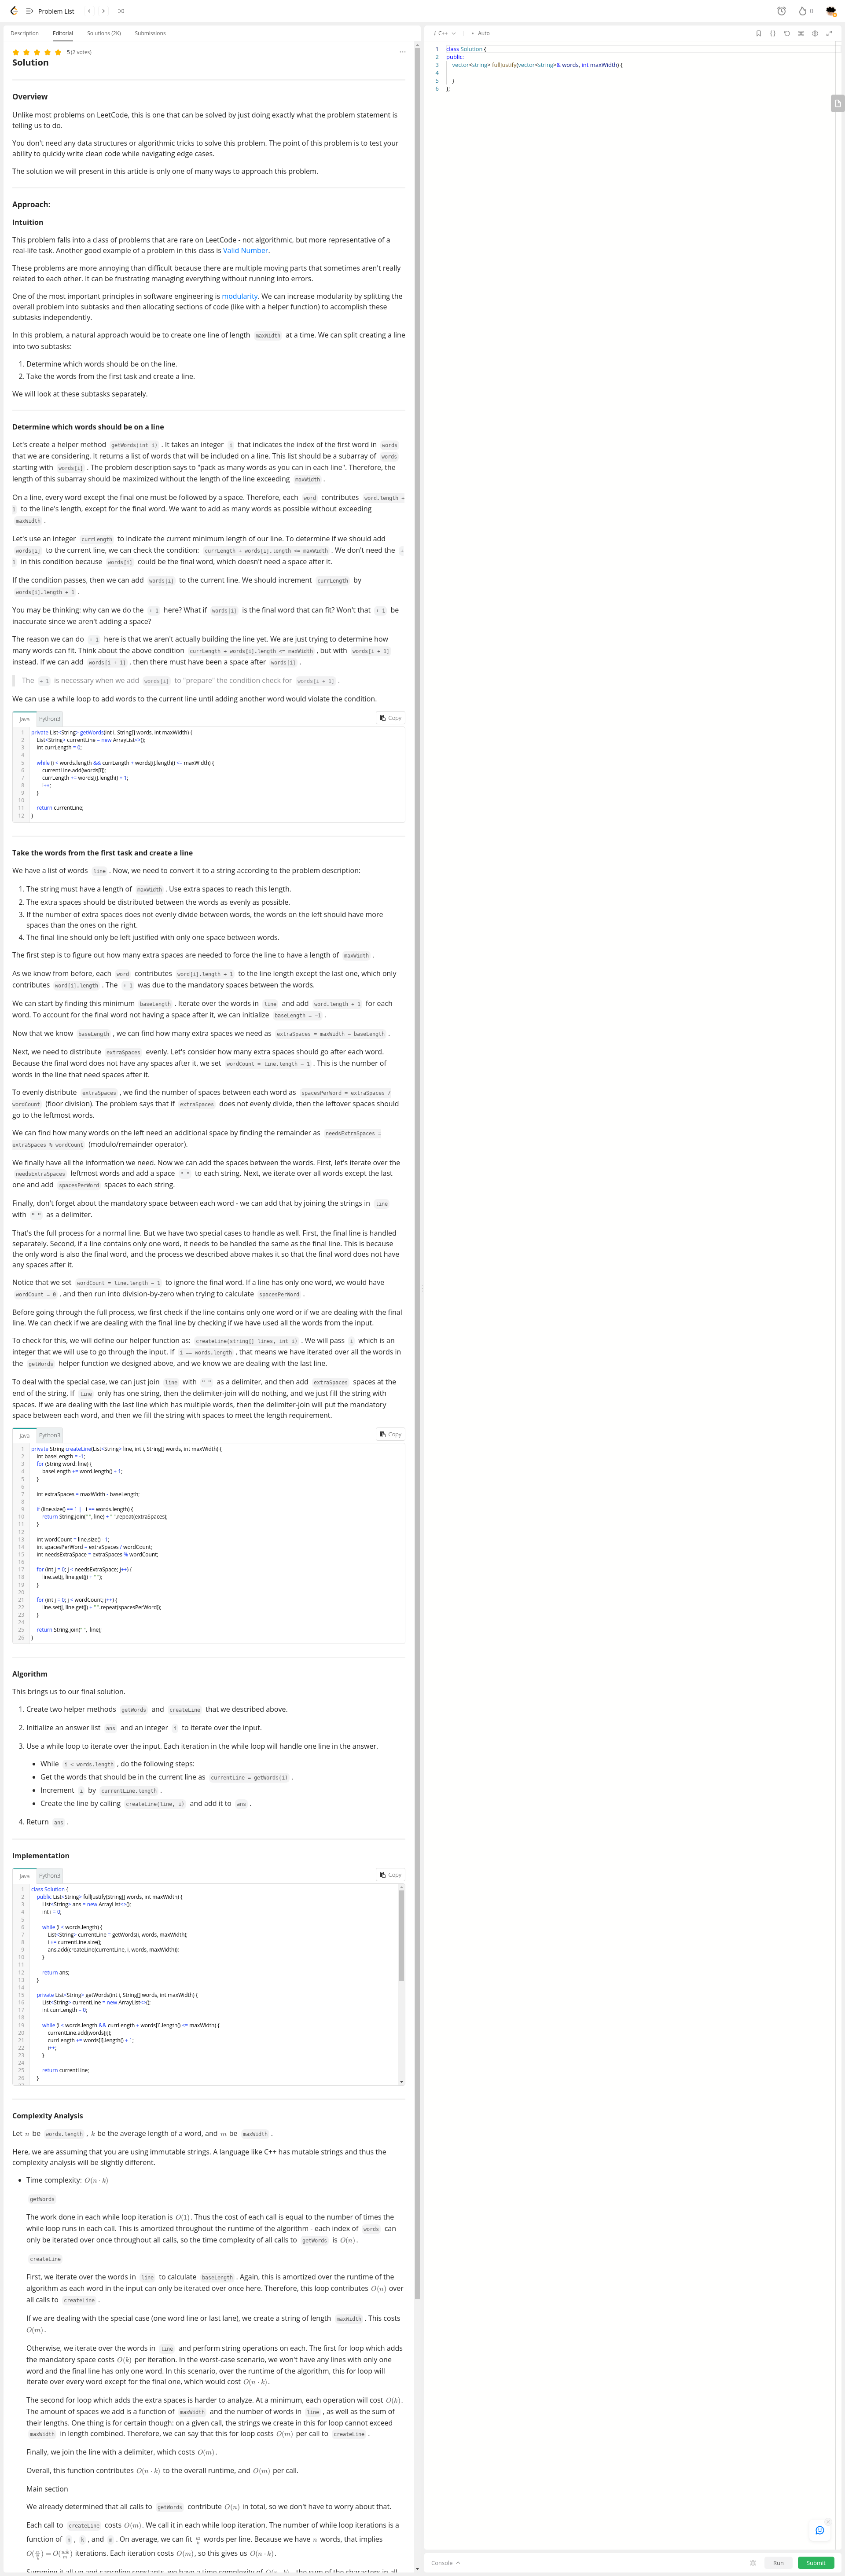 Problem List
0
Description Editorial Solutions (2K) Submissions
C++ Auto
5 (2 votes)
Solution
Overview
Unlike most problems on LeetCode, this is one that can be solved by just doing exactly what the problem statement is
telling us to do.
You don't need any data structures or algorithmic tricks to solve this problem. The point of this problem is to test your
ability to quickly write clean code while navigating edge cases.
The solution we will present in this article is only one of many ways to approach this problem.
Approach:
Intuition
This problem falls into a class of problems that are rare on LeetCode - not algorithmic, but more representative of a
real-life task. Another good example of a problem in this class is Valid Number.
These problems are more annoying than difficult because there are multiple moving parts that sometimes aren't really
related to each other. It can be frustrating managing everything without running into errors.
One of the most important principles in software engineering is modularity. We can increase modularity by splitting the
overall problem into subtasks and then allocating sections of code (like with a helper function) to accomplish these
subtasks independently.
In this problem, a natural approach would be to create one line of length maxWidth at a time. We can split creating a line
into two subtasks:
1. Determine which words should be on the line.
2. Take the words from the first task and create a line.
We will look at these subtasks separately.
Determine which words should be on a line
Let's create a helper method getWords(int i) . It takes an integer i that indicates the index of the first word in words
that we are considering. It returns a list of words that will be included on a line. This list should be a subarray of words
starting with words[i] . The problem description says to "pack as many words as you can in each line". Therefore, the
length of this subarray should be maximized without the length of the line exceeding maxWidth .
On a line, every word except the final one must be followed by a space. Therefore, each word contributes word.length +
1 to the line's length, except for the final word. We want to add as many words as possible without exceeding
maxWidth .
Let's use an integer currLength to indicate the current minimum length of our line. To determine if we should add
words[i] to the current line, we can check the condition: currLength + words[i].length <= maxWidth . We don't need the +
1 in this condition because words[i] could be the final word, which doesn't need a space after it.
If the condition passes, then we can add words[i] to the current line. We should increment currLength by
words[i].length + 1 .
You may be thinking: why can we do the + 1 here? What if words[i] is the final word that can fit? Won't that + 1 be
inaccurate since we aren't adding a space?
The reason we can do + 1 here is that we aren't actually building the line yet. We are just trying to determine how
many words can fit. Think about the above condition currLength + words[i].length <= maxWidth , but with words[i + 1]
instead. If we can add words[i + 1] , then there must have been a space after words[i] .
The + 1 is necessary when we add words[i] to "prepare" the condition check for words[i + 1] .
We can use a while loop to add words to the current line until adding another word would violate the condition.
Java Python3 Copy
1 private List<String> getWords(int i, String[] words, int maxWidth) {
2 List<String> currentLine = new ArrayList<>();
3 int currLength = 0;
4
5 while (i < words.length && currLength + words[i].length() <= maxWidth) {
6 currentLine.add(words[i]);
7 currLength += words[i].length() + 1;
8 i++;
9 }
10
11 return currentLine;
12 }
Take the words from the first task and create a line
We have a list of words line . Now, we need to convert it to a string according to the problem description:
1. The string must have a length of maxWidth . Use extra spaces to reach this length.
2. The extra spaces should be distributed between the words as evenly as possible.
3. If the number of extra spaces does not evenly divide between, the words on the left should have more
spaces than the ones on the right.
4. The final line should only be left justified with only one space between words.
The first step is to figure out how many extra spaces are needed to force the line to have a length of maxWidth .
As we know from before, each word contributes word[i].length + 1 to the line length except the last one, which only
contributes word[i].length . The + 1 was due to the mandatory spaces between the words.
We can start by finding this minimum baseLength . Iterate over the words in line and add word.length + 1 for each
word. To account for the final word not having a space after it, we can initialize baseLength = -1 .
Now that we know baseLength , we can find how many extra spaces we need as extraSpaces = maxWidth - baseLength .
Next, we need to distribute extraSpaces evenly. Let's consider how many extra spaces should go after each word.
Because the final word does not have any spaces after it, we set wordCount = line.length - 1 . This is the number of
words in the line that need spaces after it.
To evenly distribute extraSpaces , we find the number of spaces between each word as spacesPerWord = extraSpaces /
wordCount (floor division). The problem says that if extraSpaces does not evenly divide, then the leftover spaces should
go to the leftmost words.
We can find how many words on the left need an additional space by finding the remainder as needsExtraSpaces =
extraSpaces % wordCount (modulo/remainder operator).
We finally have all the information we need. Now we can add the spaces between the words. First, let's iterate over the
needsExtraSpaces leftmost words and add a space " " to each string. Next, we iterate over all words except the last
one and add spacesPerWord spaces to each string.
Finally, don't forget about the mandatory space between each word - we can add that by joining the strings in line
with " " as a delimiter.
That's the full process for a normal line. But we have two special cases to handle as well. First, the final line is handled
separately. Second, if a line contains only one word, it needs to be handled the same as the final line. This is because
the only word is also the final word, and the process we described above makes it so that the final word does not have
any spaces after it.
Notice that we set wordCount = line.length - 1 to ignore the final word. If a line has only one word, we would have
wordCount = 0 , and then run into division-by-zero when trying to calculate spacesPerWord .
Before going through the full process, we first check if the line contains only one word or if we are dealing with the final
line. We can check if we are dealing with the final line by checking if we have used all the words from the input.
To check for this, we will define our helper function as: createLine(string[] lines, int i) . We will pass i which is an
integer that we will use to go through the input. If i == words.length , that means we have iterated over all the words in
the getWords helper function we designed above, and we know we are dealing with the last line.
To deal with the special case, we can just join line with " " as a delimiter, and then add extraSpaces spaces at the
end of the string. If line only has one string, then the delimiter-join will do nothing, and we just fill the string with
spaces. If we are dealing with the last line which has multiple words, then the delimiter-join will put the mandatory
space between each word, and then we fill the string with spaces to meet the length requirement.
Java Python3 Copy
1 private String createLine(List<String> line, int i, String[] words, int maxWidth) {
2 int baseLength = -1;
3 for (String word: line) {
4 baseLength += word.length() + 1;
5 }
6
7 int extraSpaces = maxWidth - baseLength;
8
9 if (line.size() == 1 || i == words.length) {
10 return String.join(" ", line) + " ".repeat(extraSpaces);
11 }
12
13 int wordCount = line.size() - 1;
14 int spacesPerWord = extraSpaces / wordCount;
15 int needsExtraSpace = extraSpaces % wordCount;
16
17 for (int j = 0; j < needsExtraSpace; j++) {
18 line.set(j, line.get(j) + " ");
19 }
20
21 for (int j = 0; j < wordCount; j++) {
22 line.set(j, line.get(j) + " ".repeat(spacesPerWord));
23 }
24
25 return String.join(" ", line);
26 }
Algorithm
This brings us to our final solution.
1. Create two helper methods getWords and createLine that we described above.
2. Initialize an answer list ans and an integer i to iterate over the input.
3. Use a while loop to iterate over the input. Each iteration in the while loop will handle one line in the answer.
• While i < words.length , do the following steps:
• Get the words that should be in the current line as currentLine = getWords(i) .
• Increment i by currentLine.length .
• Create the line by calling createLine(line, i) and add it to ans .
4. Return ans .
Implementation
Java Python3 Copy
1 class Solution {
2 public List<String> fullJustify(String[] words, int maxWidth) {
3 List<String> ans = new ArrayList<>();
4 int i = 0;
5
6 while (i < words.length) {
7 List<String> currentLine = getWords(i, words, maxWidth);
8 i += currentLine.size();
9 ans.add(createLine(currentLine, i, words, maxWidth));
10 }
11
12 return ans;
13 }
14
15 private List<String> getWords(int i, String[] words, int maxWidth) {
16 List<String> currentLine = new ArrayList<>();
17 int currLength = 0;
18
19 while (i < words.length && currLength + words[i].length() <= maxWidth) {
20 currentLine.add(words[i]);
21 currLength += words[i].length() + 1;
22 i++;
23 }
24
25 return currentLine;
26 }
Complexity Analysis
Let n be words.length , k be the average length of a word, and m be maxWidth .
Here, we are assuming that you are using immutable strings. A language like C++ has mutable strings and thus the
complexity analysis will be slightly different.
• Time complexity: O(n · k)
getWords
The work done in each while loop iteration is O(1). Thus the cost of each call is equal to the number of times the
while loop runs in each call. This is amortized throughout the runtime of the algorithm - each index of words can
only be iterated over once throughout all calls, so the time complexity of all calls to getWords is O(n).
createLine
First, we iterate over the words in line to calculate baseLength . Again, this is amortized over the runtime of the
algorithm as each word in the input can only be iterated over once here. Therefore, this loop contributes O(n) over
all calls to createLine .
If we are dealing with the special case (one word line or last lane), we create a string of length maxWidth . This costs
O(m).
Otherwise, we iterate over the words in line and perform string operations on each. The first for loop which adds
the mandatory space costs O(k) per iteration. In the worst-case scenario, we won't have any lines with only one
word and the final line has only one word. In this scenario, over the runtime of the algorithm, this for loop will
iterate over every word except for the final one, which would cost O(n · k).
The second for loop which adds the extra spaces is harder to analyze. At a minimum, each operation will cost O(k).
The amount of spaces we add is a function of maxWidth and the number of words in line , as well as the sum of
their lengths. One thing is for certain though: on a given call, the strings we create in this for loop cannot exceed
maxWidth in length combined. Therefore, we can say that this for loop costs O(m) per call to createLine .
Finally, we join the line with a delimiter, which costs O(m).
Overall, this function contributes O(n · k) to the overall runtime, and O(m) per call.
Main section
We already determined that all calls to getWords contribute O(n) in total, so we don't have to worry about that.
Each call to createLine costs O(m). We call it in each while loop iteration. The number of while loop iterations is a
function of n , k , and m . On average, we can fit m/k words per line. Because we have n words, that implies
iterations. Each iteration costs O(m), so this gives us O(n · k).
1 class Solution {
2 public:
3 vector<string> fullJustify(vector<string>& words, int maxWidth) {
4
5 }
6 };
Console Run Submit